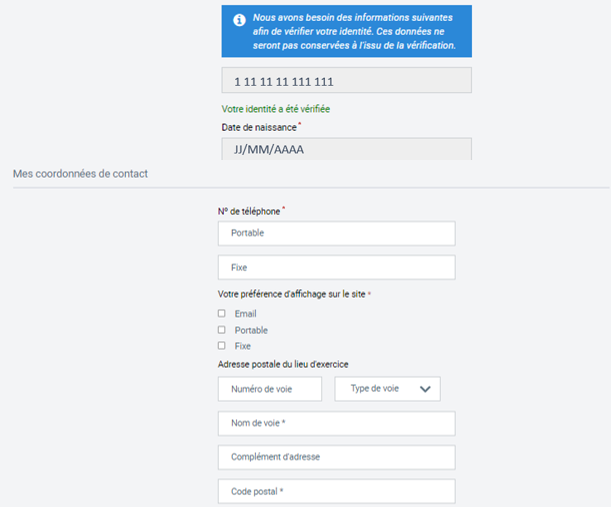 Nous avons besoin des informations suivantes
afin de vérifier votre identité. Ces données ne
seront pas conservées à l'issu de la vérification.
1 11 11 11 111 111
Votre identité a été vérifiée
Date de naissance *
JJ/MM/AAAA
Mes coordonnées de contact
N° de téléphone *
Portable
Fixe
Votre préférence d'affichage sur le site *
Email
Portable
Fixe
Adresse postale du lieu d'exercice
Numéro de voie Type de voie
Nom de voie *
Complément d'adresse
Code postal *